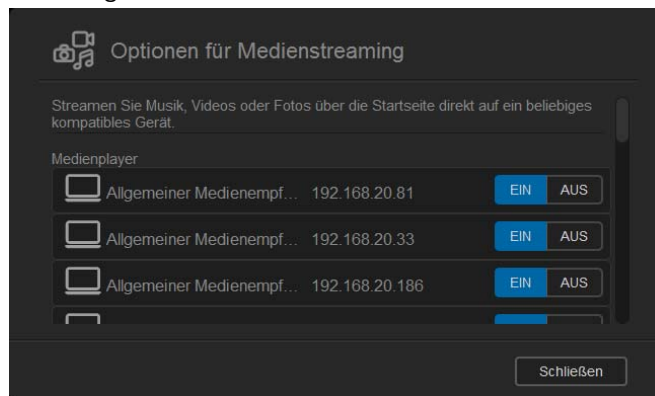 Optionen für Medienstreaming
Streamen Sie Musik, Videos oder Fotos über die Startseite direkt auf ein beliebiges
kompatibles Gerät.
Medienplayer
Allgemeiner Medienempf... 192.168.20.81 EIN AUS
Allgemeiner Medienempf... 192.168.20.33 EIN AUS
Allgemeiner Medienempf... 192.168.20.186 EIN AUS
Schließen